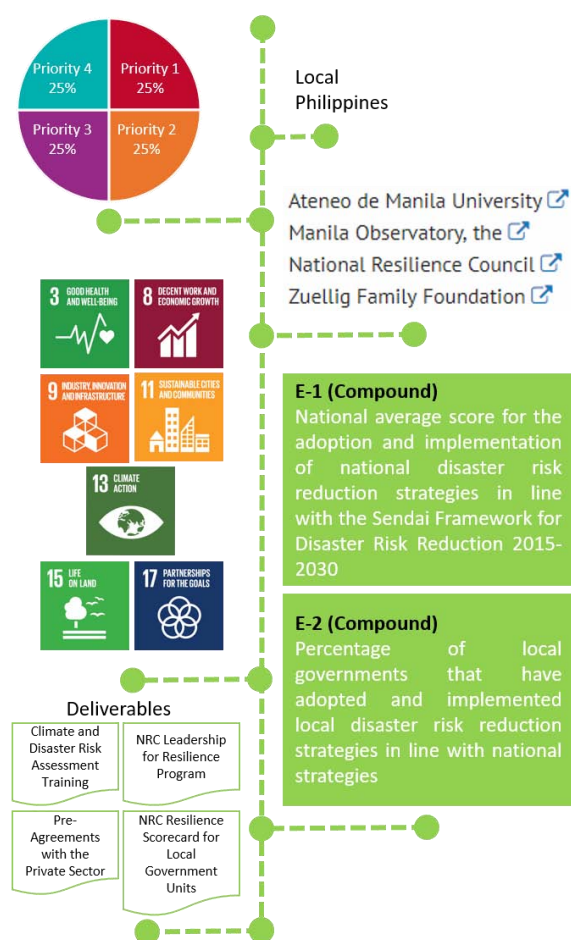 Priority 4
25%
Priority 1
25%
Priority 3
25%
Priority 2
25%
Local
Philippines
Ateneo de Manila University
Manila Observatory, the
National Resilience Council
Zuellig Family Foundation
3 GOOD HEALTH
AND WELL-BEING
8 DECENT WORK AND
ECONOMIC GROWTH
9 INDUSTRY, INNOVATION
AND INFRASTRUCTURE
11 SUSTAINABLE CITIES
AND COMMUNITIES
13 CLIMATE
ACTION
15 LIFE
ON LAND
17 PARTNERSHIPS
FOR THE GOALS
E-1 (Compound)
National average score for the
adoption and implementation
of national disaster risk
reduction strategies in line
with the Sendai Framework for
Disaster Risk Reduction 2015-
2030
E-2 (Compound)
Percentage of local
governments that have
adopted and implemented
local disaster risk reduction
strategies in line with national
strategies
Deliverables
Climate and
Disaster Risk
Assessment
Training
NRC Leadership
for Resilience
Program
Pre-
Agreements
with the
Private Sector
NRC Resilience
Scorecard for
Local
Government
Units